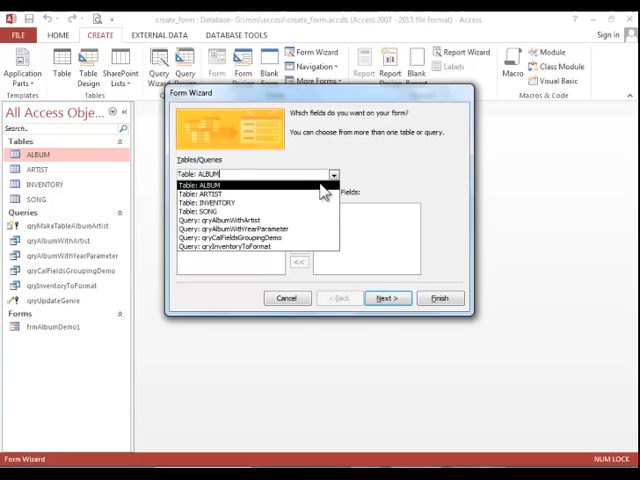 create_form : Database- G:\mos\access\create_form.accdb (Access 2007 - 2013 file format) - Access
FILE HOME CREATE EXTERNAL DATA DATABASE TOOLS Sign in
Application Parts
Table
Table Design
SharePoint Lists
Query Wizard
Query Design
Form
Form Design
Blank
Form Wizard
Navigation
More Forms
Report
Report Design
Blank
Report Wizard
Labels
Macro
Module
Class Module
Visual Basic
Templates
Tables
Macros & Code
All Access Obje...
Search...
Tables
ALBUM
ARTIST
INVENTORY
SONG
Queries
qryMakeTableAlbumArtist
qryAlbumWithArtist
qryAlbumWithYearParameter
qryCalFieldsGroupingDemo
qryInventoryToFormat
qryUpdateGenre
Forms
frmAlbumDemo1
Form Wizard
Which fields do you want on your form?
You can choose from more than one table or query.
Tables/Queries
Table: ALBUM
Table: ALBUM
Table: ARTIST
Table: INVENTORY
Table: SONG
Query: qryAlbumWithArtist
Query: qryAlbumWithYearParameter
Query: qryCalFieldsGroupingDemo
Query: qryInventoryToFormat
Fields:
<<
Cancel
< Back
Next >
Finish
Form Wizard
NUM LOCK